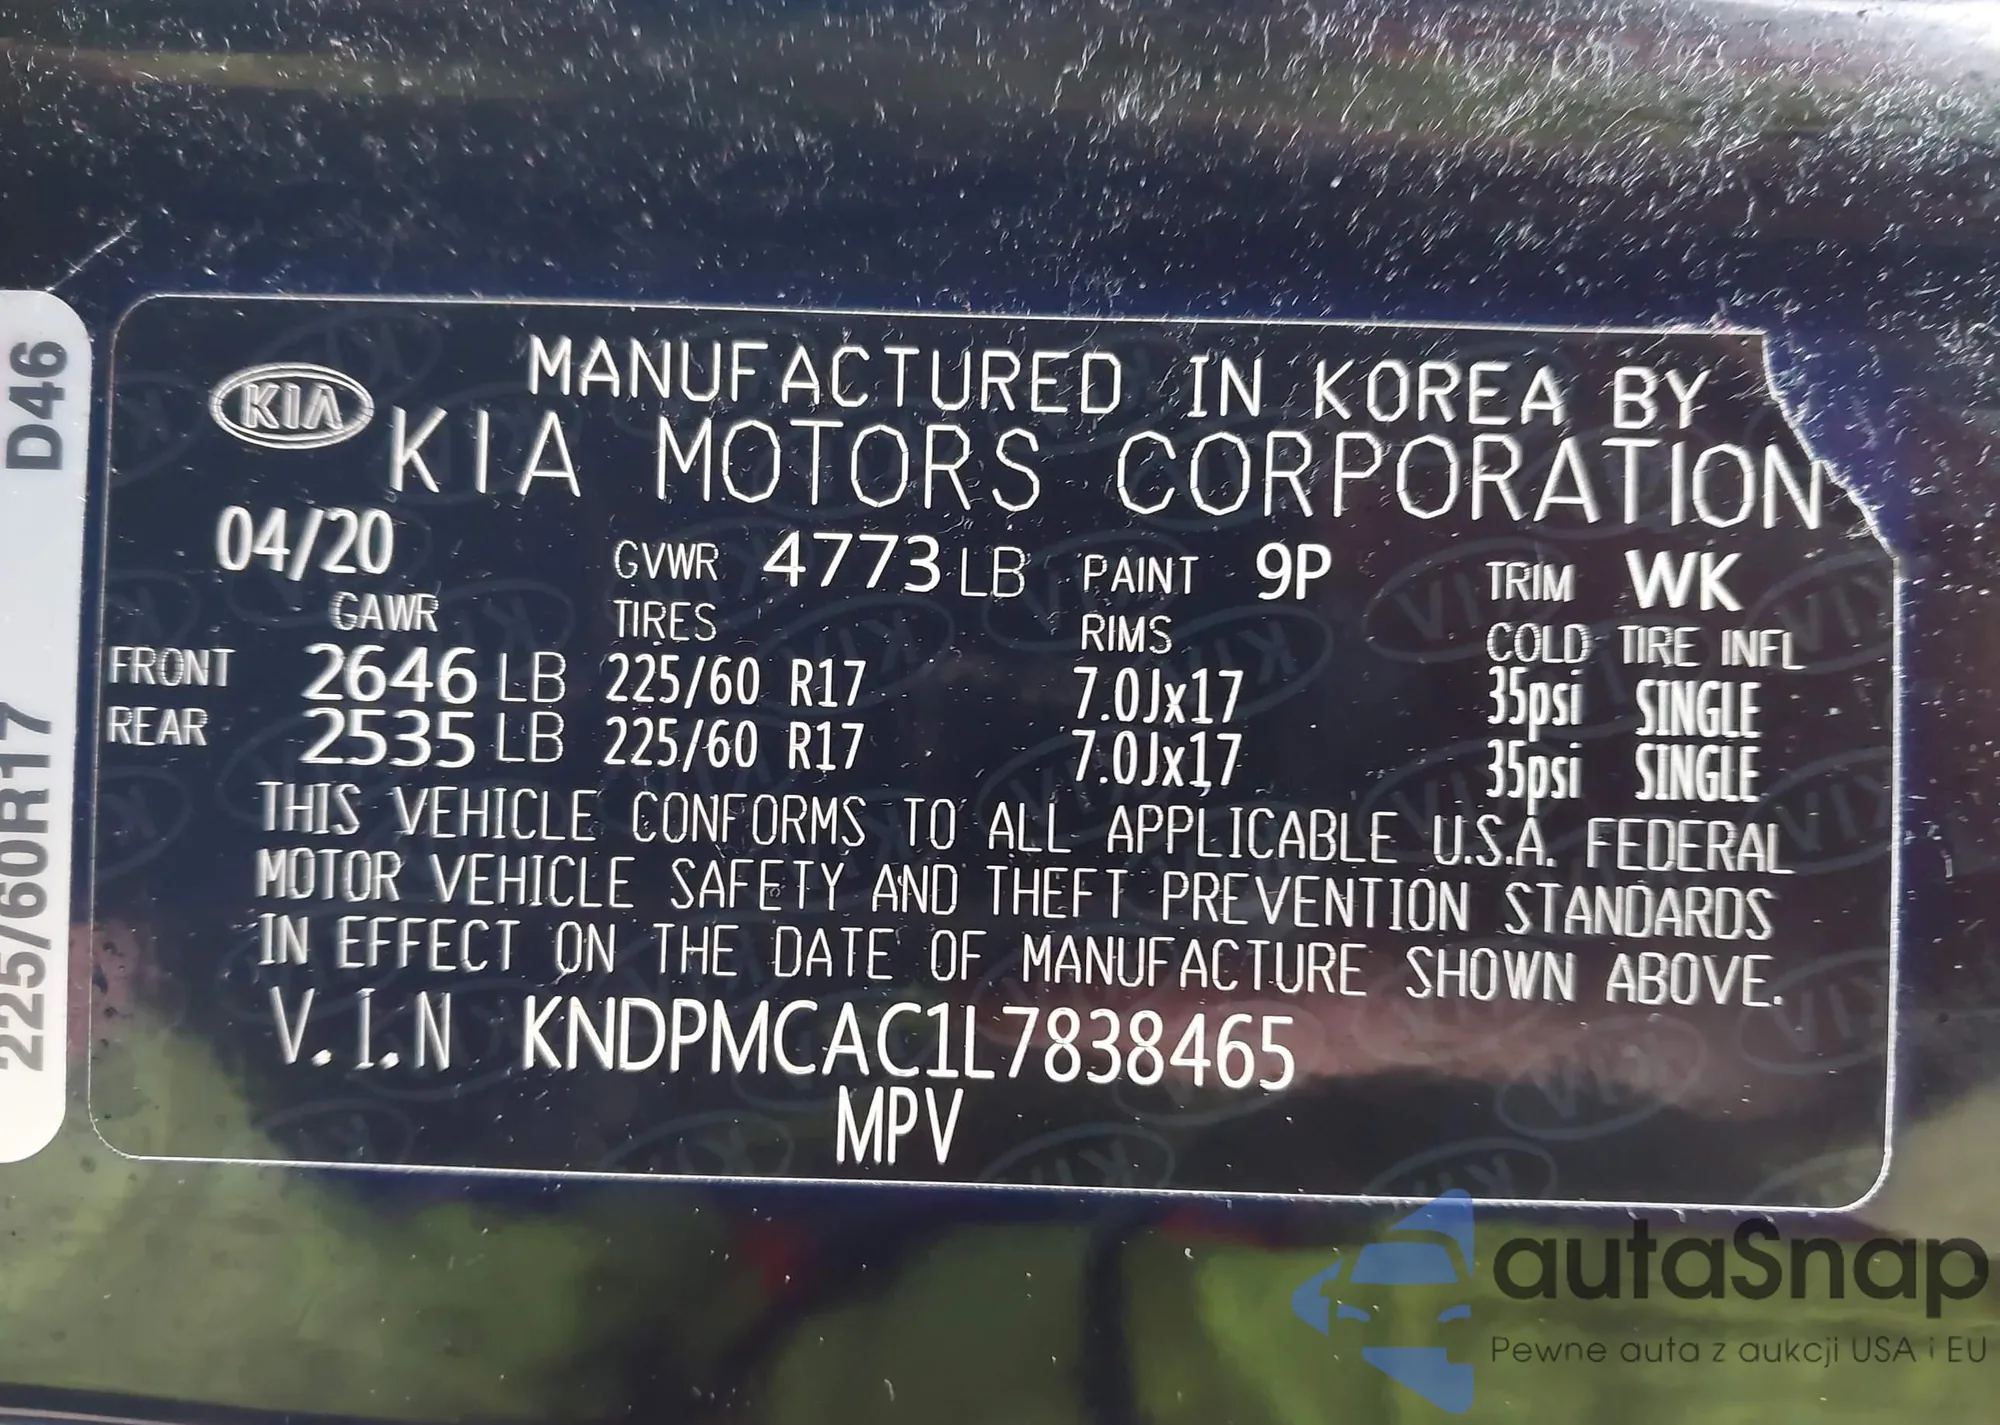 D46
225/60R17
KIA
MANUFACTURED IN KOREA BY
KIA MOTORS CORPORATION
04/20 GVWR 4773 LB PAINT 9P TRIM WK
GAWR TIRES RIMS COLD TIRE INFL
FRONT 2646 LB 225/60 R17 7.0Jx17 35psi SINGLE
REAR 2535 LB 225/60 R17 7.0Jx17 35psi SINGLE
THIS VEHICLE CONFORMS TO ALL APPLICABLE U.S.A. FEDERAL
MOTOR VEHICLE SAFETY AND THEFT PREVENTION STANDARDS
IN EFFECT ON THE DATE OF MANUFACTURE SHOWN ABOVE.
V.I.N KNDPMCAC1L7838465
MPV
autaSnap
Pewne auta z aukcji USA i EU